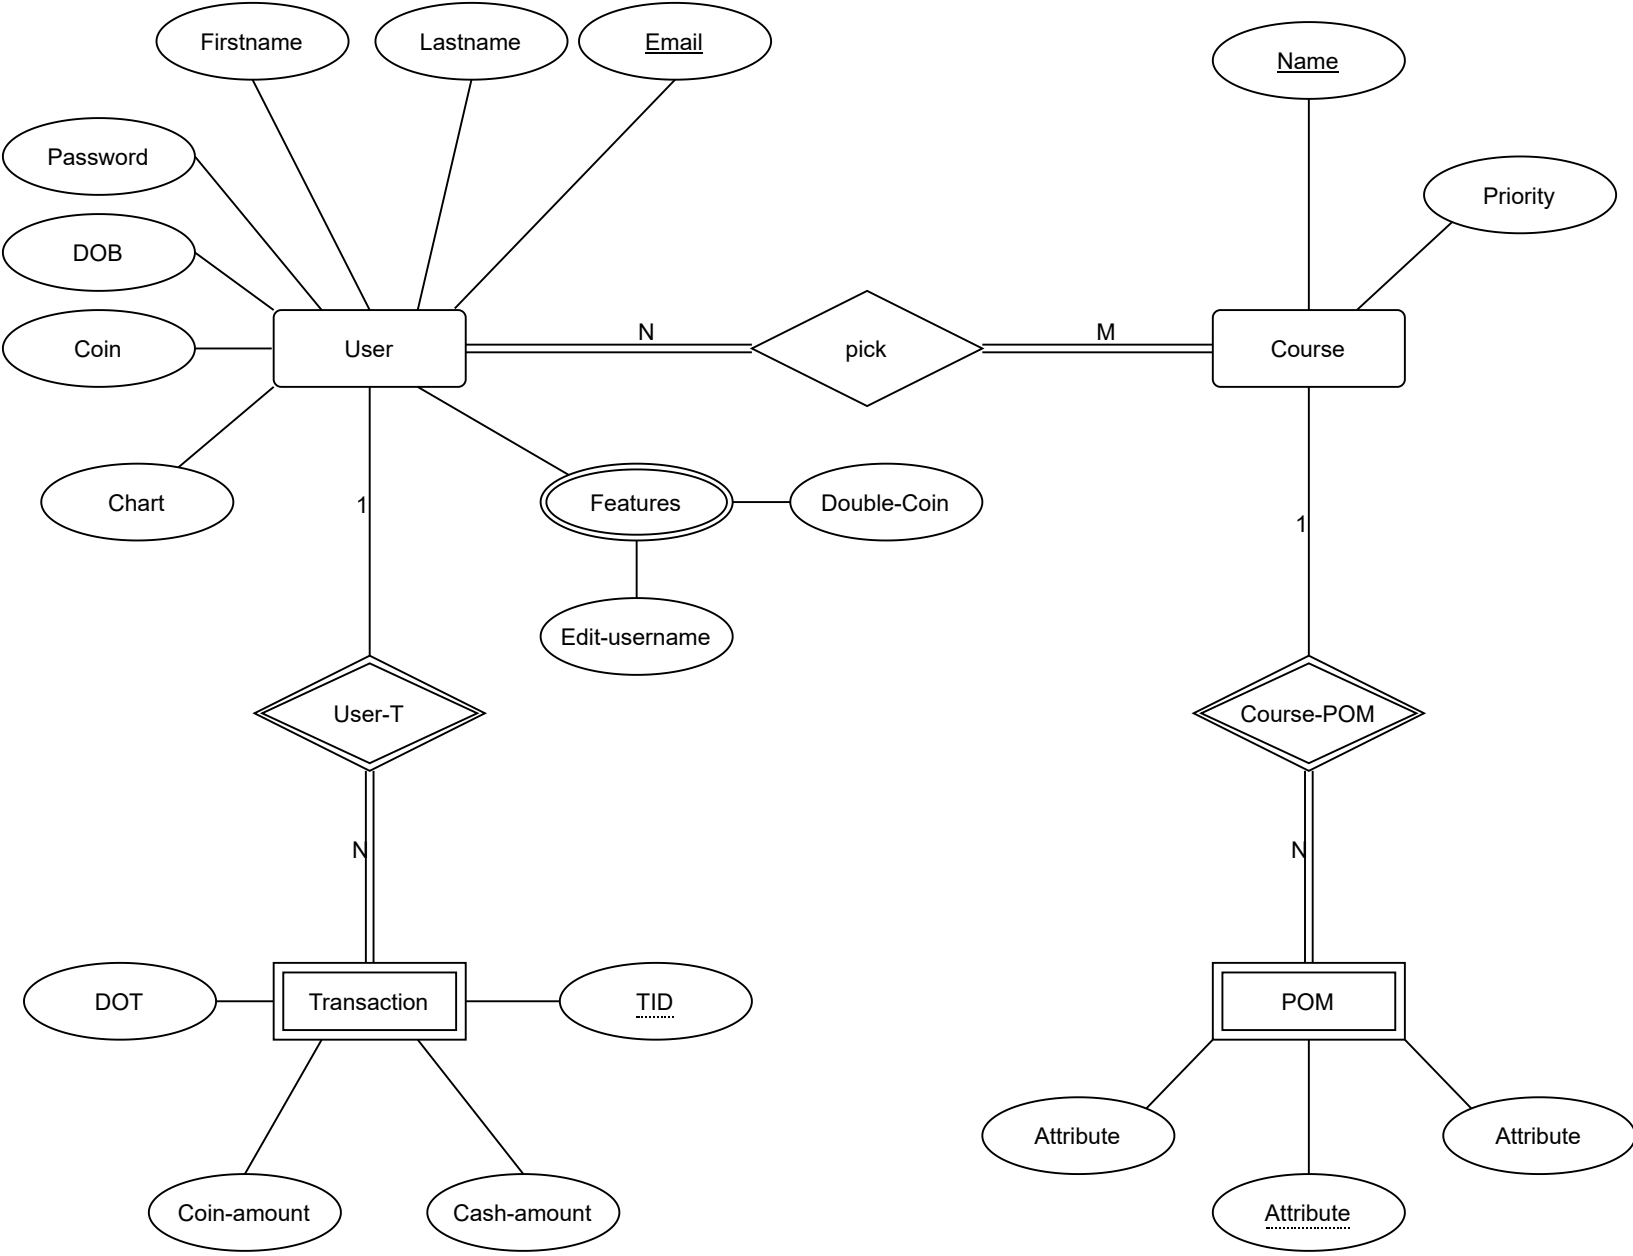 Firstname
Lastname
Email
Name
Password
Priority
DOB
Coin
User
N
pick
M
Course
Chart
1
Features
Double-Coin
1
Edit-username
User-T
Course-POM
N
N
DOT
Transaction
TID
POM
Attribute
Attribute
Coin-amount
Cash-amount
Attribute